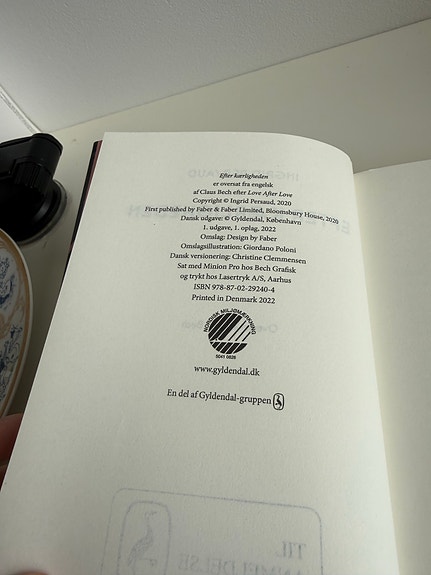 Efter kærligheden
er oversat fra engelsk
af Claus Bech efter Love After Love
Copyright © Ingrid Persaud, 2020
First published by Faber & Faber Limited, Bloomsbury House, 2020
Dansk udgave: © Gyldendal, København
1. udgave, 1. oplag, 2022
Omslag: Design by Faber
Omslagsillustration: Giordano Poloni
Dansk versionering: Christine Clemmensen
Sat med Minion Pro hos Bech Grafisk
og trykt hos Lasertryk A/S, Aarhus
ISBN 978-87-02-29240-4
Printed in Denmark 2022
NORDISK MILJØMÆRKNING
5041 0826
www.gyldendal.dk
En del af Gyldendal-gruppen
TIL
ANMELDELSE